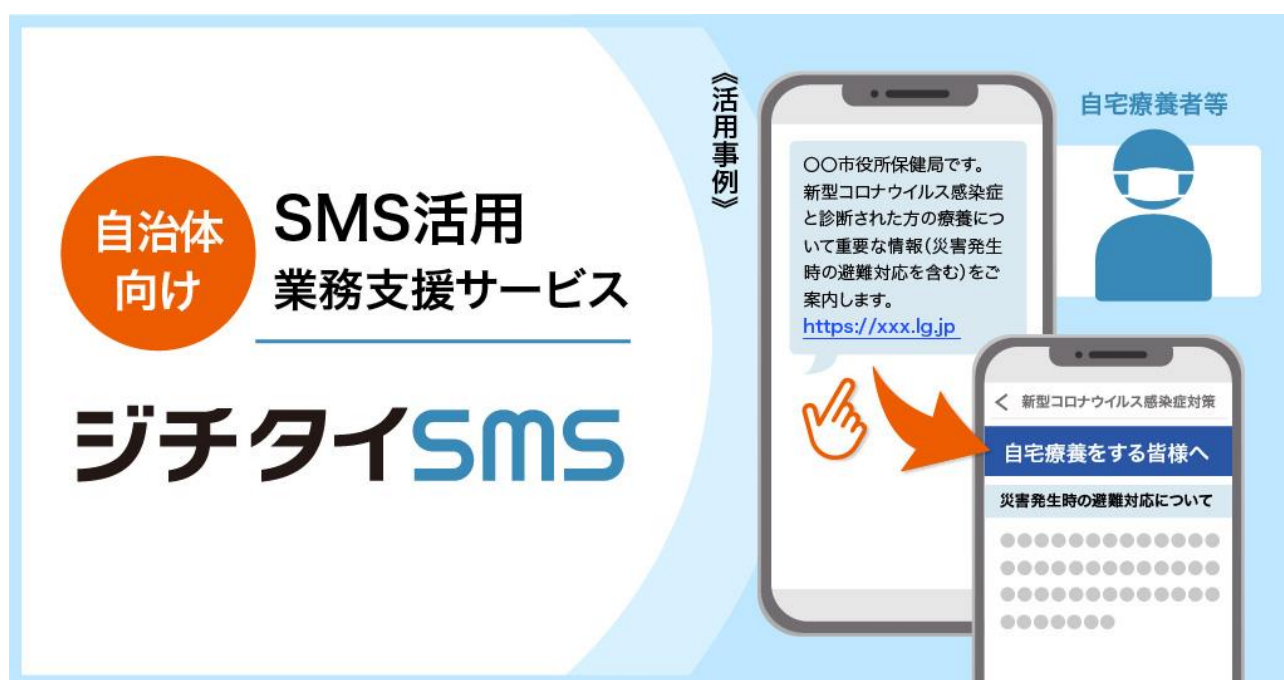 自治体
向け
SMS活用
業務支援サービス
ジチタイSMS
《活用事例》
〇〇市役所保健局です。
新型コロナウイルス感染症
と診断された方の療養につ
いて重要な情報(災害発生
時の避難対応を含む)をご
案内します。
https://xxx.lg.jp
自宅療養者等
< 新型コロナウイルス感染症対策
自宅療養をする皆様へ
災害発生時の避難対応について